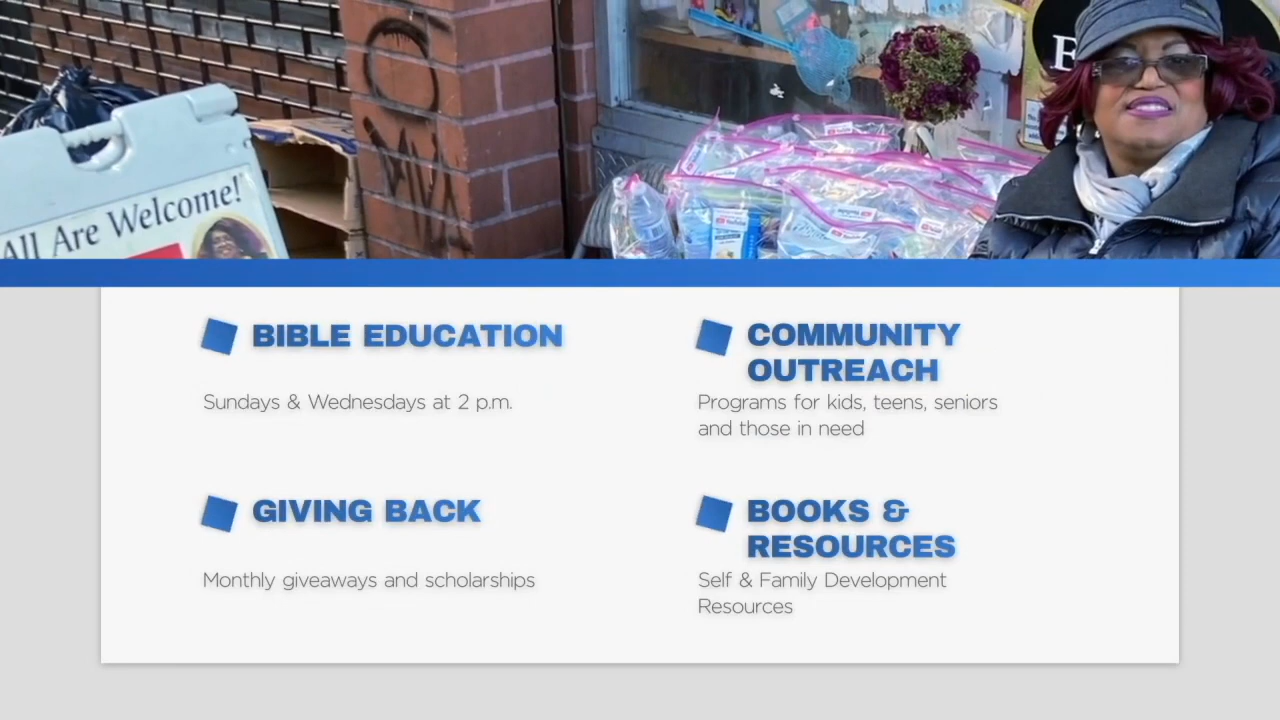 All Are Welcome!
BIBLE EDUCATION
Sundays & Wednesdays at 2 p.m.
COMMUNITY
OUTREACH
Programs for kids, teens, seniors
and those in need
GIVING BACK
Monthly giveaways and scholarships
BOOKS &
RESOURCES
Self & Family Development
Resources